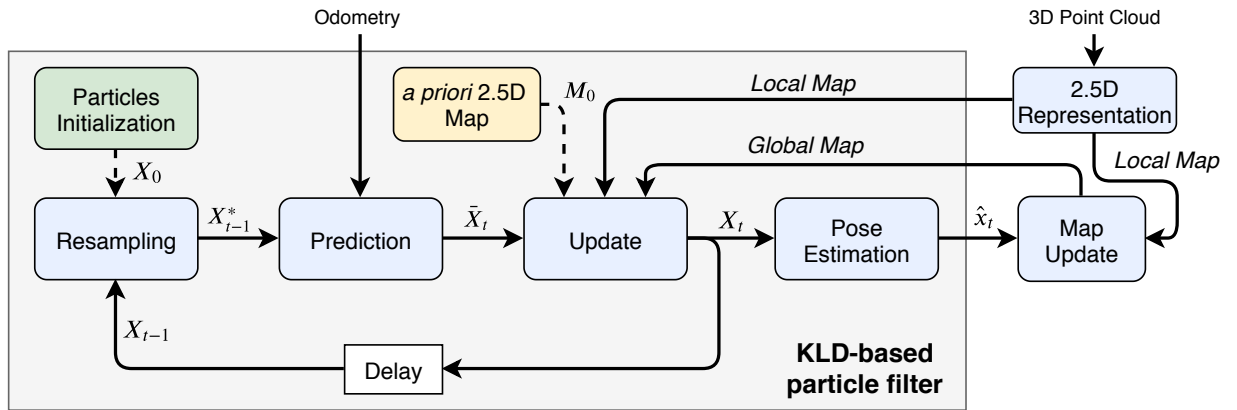 Odometry
3D Point Cloud
Particles
Initialization
a priori 2.5D
Map
M₀
Local Map
2.5D
Representation
Global Map
Local Map
X₀
Resampling
X*ₜ₋₁
Prediction
X̄ₜ
Update
Xₜ
Pose
Estimation
x̂ₜ
Map
Update
Xₜ₋₁
Delay
KLD-based
particle filter